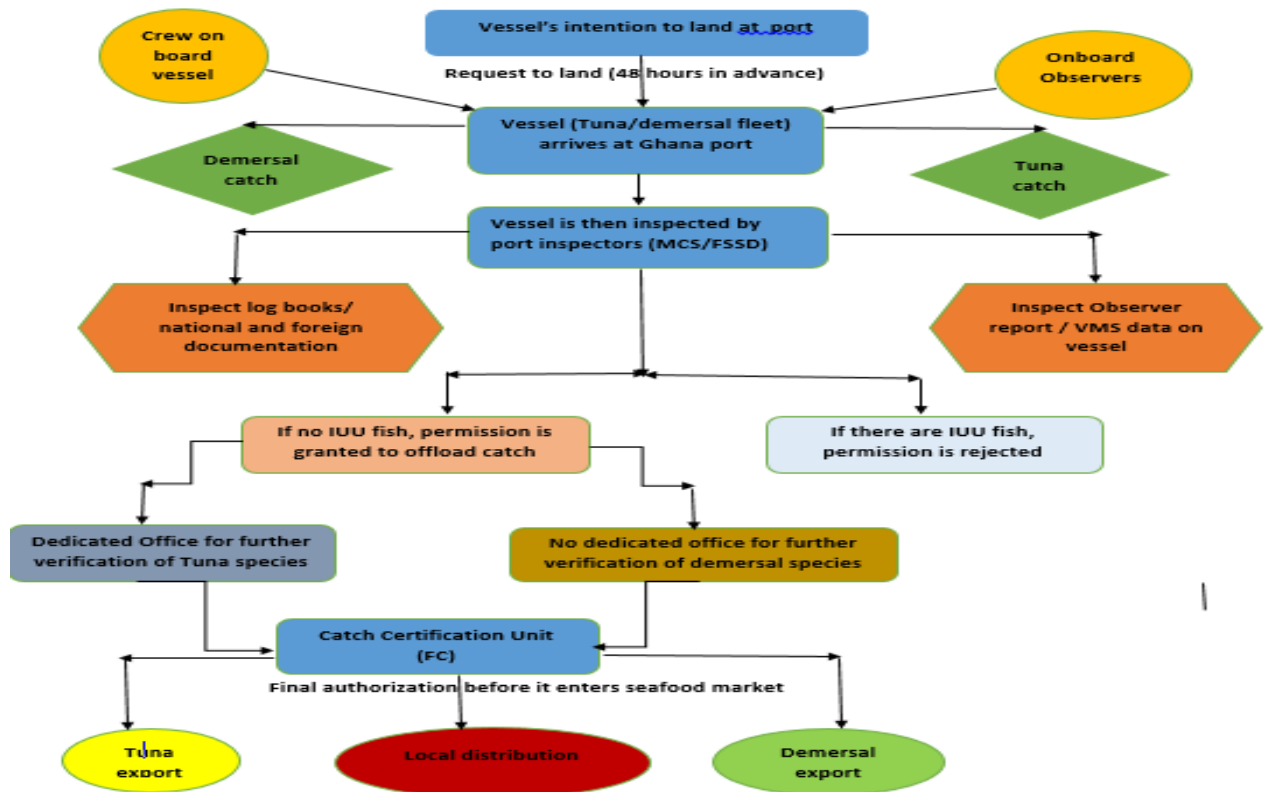 Vessel's intention to land at port
Crew on
board
vessel
Onboard
Observers
Request to land (48 hours in advance)
Vessel (Tuna/demersal fleet)
arrives at Ghana port
Demersal
catch
Tuna
catch
Vessel is then inspected by
port inspectors (MCS/FSSD)
Inspect log books/
national and foreign
documentation
Inspect Observer
report / VMS data on
vessel
If no IUU fish, permission is
granted to offload catch
If there are IUU fish,
permission is rejected
Dedicated Office for further
verification of Tuna species
No dedicated office for further
verification of demersal species
Catch Certification Unit
(FC)
Final authorization before it enters seafood market
Tuna
export
Local distribution
Demersal
export